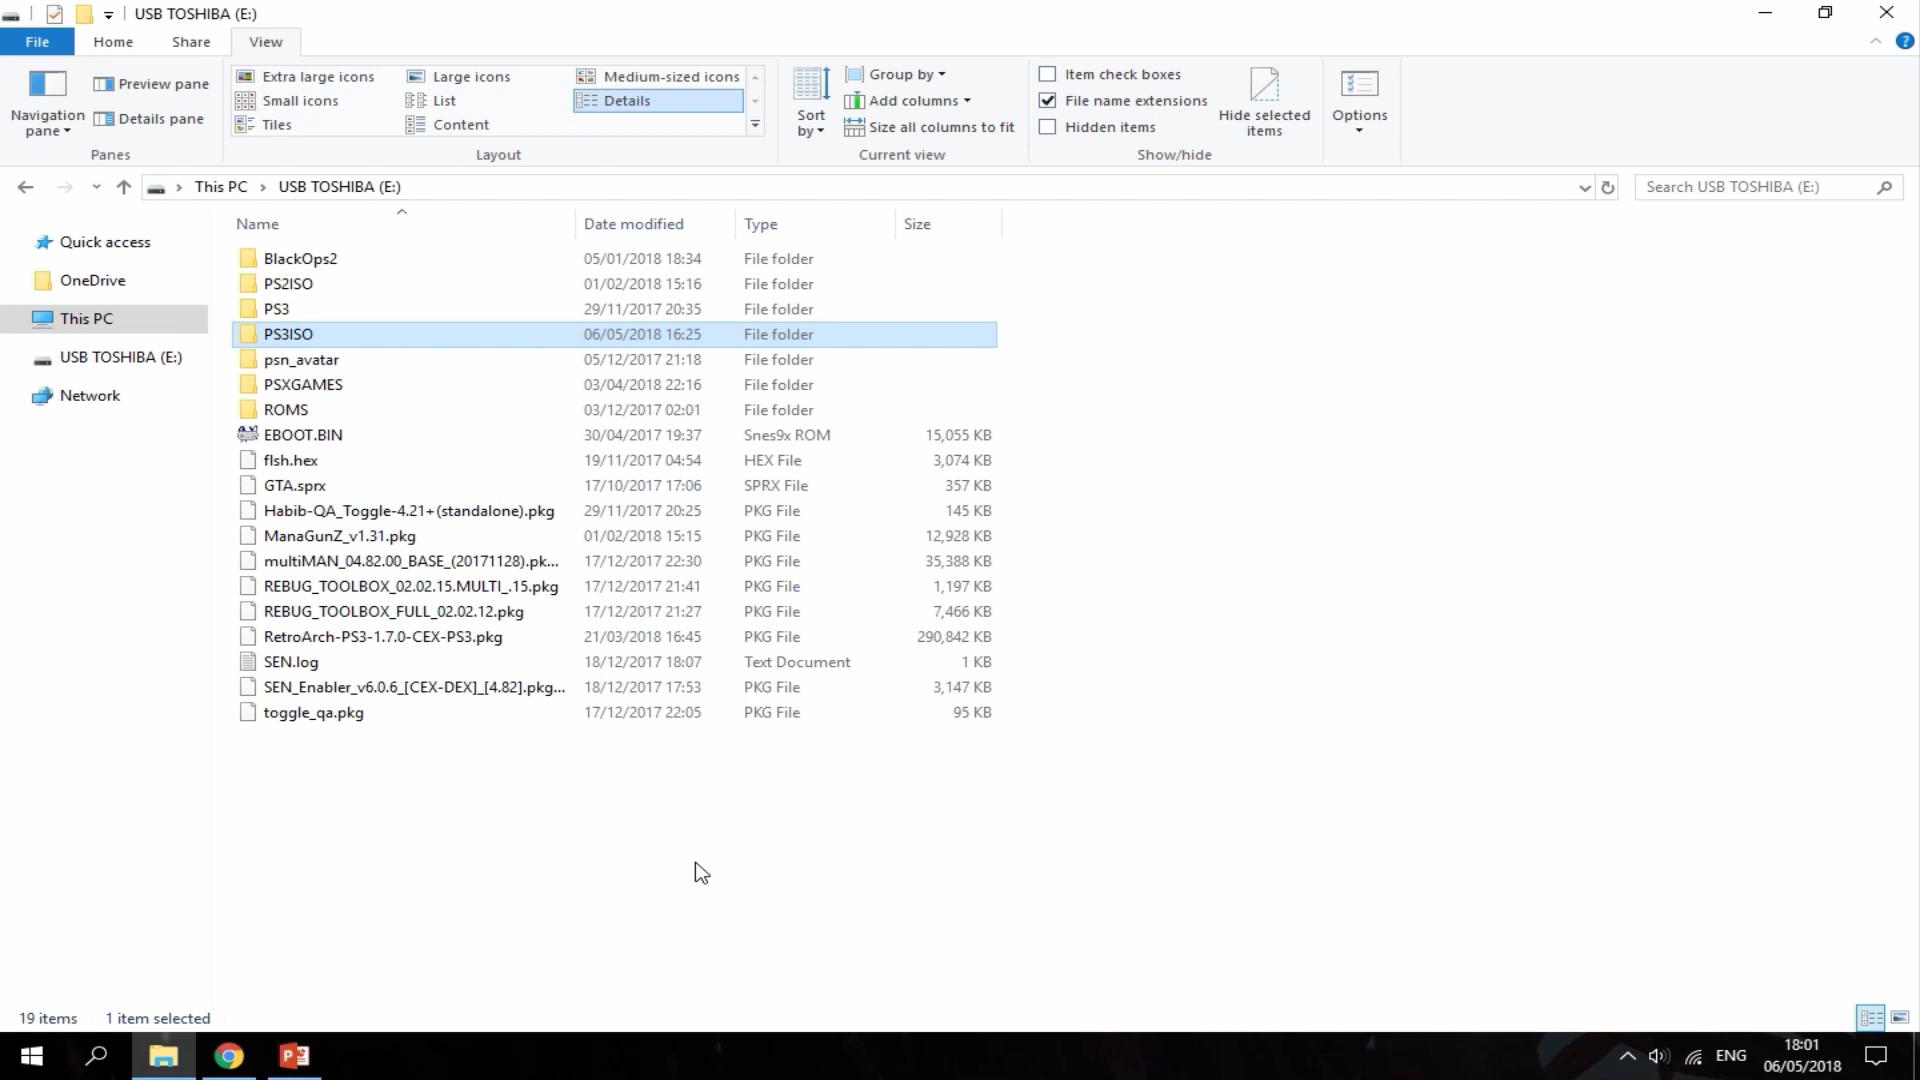 USB TOSHIBA (E:)
File Home Share View
Navigation pane
Preview pane
Details pane
Panes
Extra large icons Large icons Medium-sized icons
Small icons List Details
Tiles Content
Layout
Sort by
Group by
Add columns
Size all columns to fit
Current view
Item check boxes
File name extensions
Hidden items
Hide selected items
Show/hide
Options
This PC > USB TOSHIBA (E:)
Search USB TOSHIBA (E:)
Quick access
OneDrive
This PC
USB TOSHIBA (E:)
Network
Name Date modified Type Size
BlackOps2 05/01/2018 18:34 File folder
PS2ISO 01/02/2018 15:16 File folder
PS3 29/11/2017 20:35 File folder
PS3ISO 06/05/2018 16:25 File folder
psn_avatar 05/12/2017 21:18 File folder
PSXGAMES 03/04/2018 22:16 File folder
ROMS 03/12/2017 02:01 File folder
EBOOT.BIN 30/04/2017 19:37 Snes9x ROM 15,055 KB
flsh.hex 19/11/2017 04:54 HEX File 3,074 KB
GTA.sprx 17/10/2017 17:06 SPRX File 357 KB
Habib-QA_Toggle-4.21+(standalone).pkg 29/11/2017 20:25 PKG File 145 KB
ManaGunZ_v1.31.pkg 01/02/2018 15:15 PKG File 12,928 KB
multiMAN_04.82.00_BASE_(20171128).pk... 17/12/2017 22:30 PKG File 35,388 KB
REBUG_TOOLBOX_02.02.15.MULTI_.15.pkg 17/12/2017 21:41 PKG File 1,197 KB
REBUG_TOOLBOX_FULL_02.02.12.pkg 17/12/2017 21:27 PKG File 7,466 KB
RetroArch-PS3-1.7.0-CEX-PS3.pkg 21/03/2018 16:45 PKG File 290,842 KB
SEN.log 18/12/2017 18:07 Text Document 1 KB
SEN_Enabler_v6.0.6_[CEX-DEX]_[4.82].pkg... 18/12/2017 17:53 PKG File 3,147 KB
toggle_qa.pkg 17/12/2017 22:05 PKG File 95 KB
19 items 1 item selected
ENG
18:01
06/05/2018